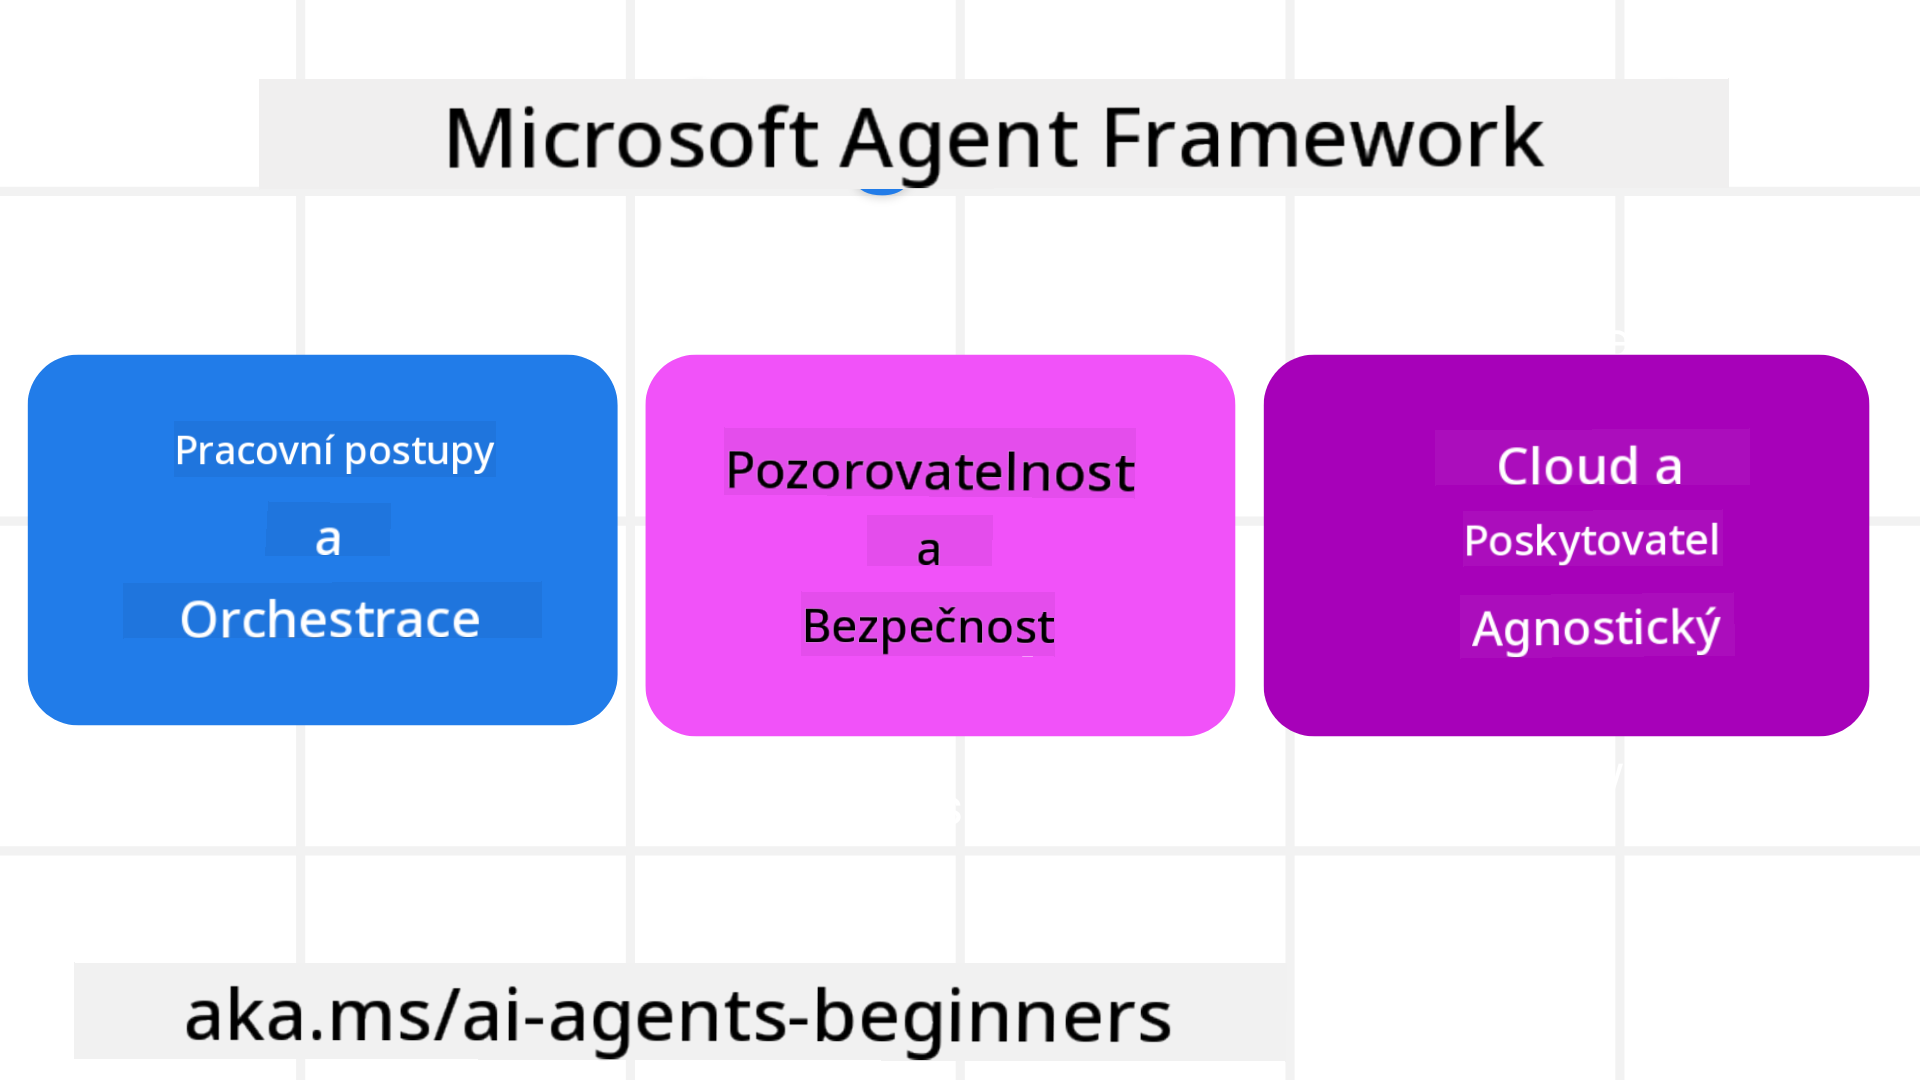 Microsoft Agent Framework
Pracovní postupy
a
Orchestrace
Pozorovatelnost
a
Bezpečnost
Cloud a
Poskytovatel
Agnostický
aka.ms/ai-agents-beginners